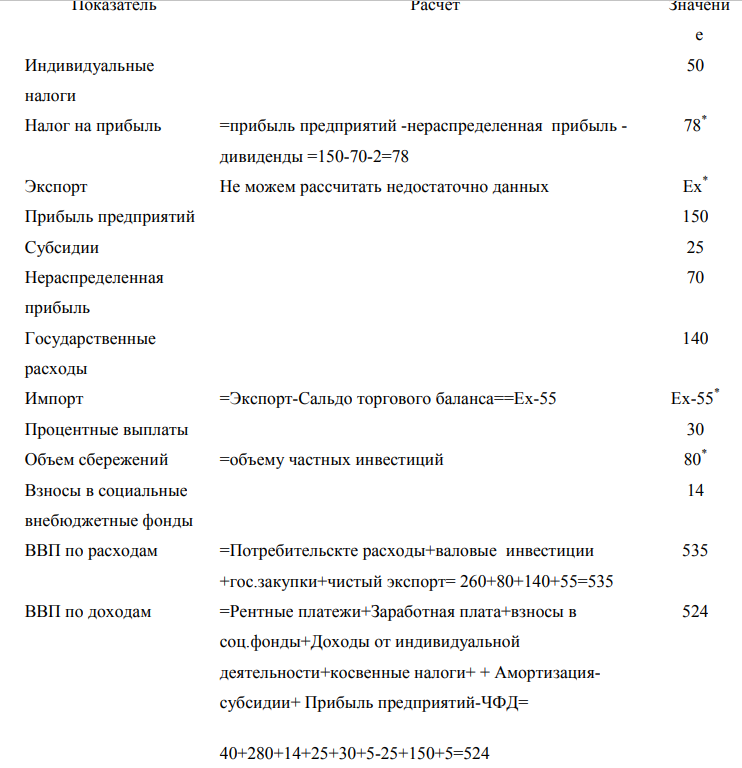 Показатель Расчет Значени
е
Индивидуальные 50
налоги
Налог на прибыль =прибыль предприятий -нераспределенная прибыль - 78*
дивиденды =150-70-2=78
Экспорт Не можем рассчитать недостаточно данных Ex*
Прибыль предприятий 150
Субсидии 25
Нераспределенная 70
прибыль
Государственные 140
расходы
Импорт =Экспорт-Сальдо торгового баланса==Ex-55 Ex-55*
Процентные выплаты 30
Объем сбережений =объему частных инвестиций 80*
Взносы в социальные 14
внебюджетные фонды
ВВП по расходам =Потребительскте расходы+валовые инвестиции 535
+гос.закупки+чистый экспорт= 260+80+140+55=535
ВВП по доходам =Рентные платежи+Заработная плата+взносы в 524
соц.фонды+Доходы от индивидуальной
деятельности+косвенные налоги+ + Амортизация-
субсидии+ Прибыль предприятий-ЧФД=
40+280+14+25+30+5-25+150+5=524